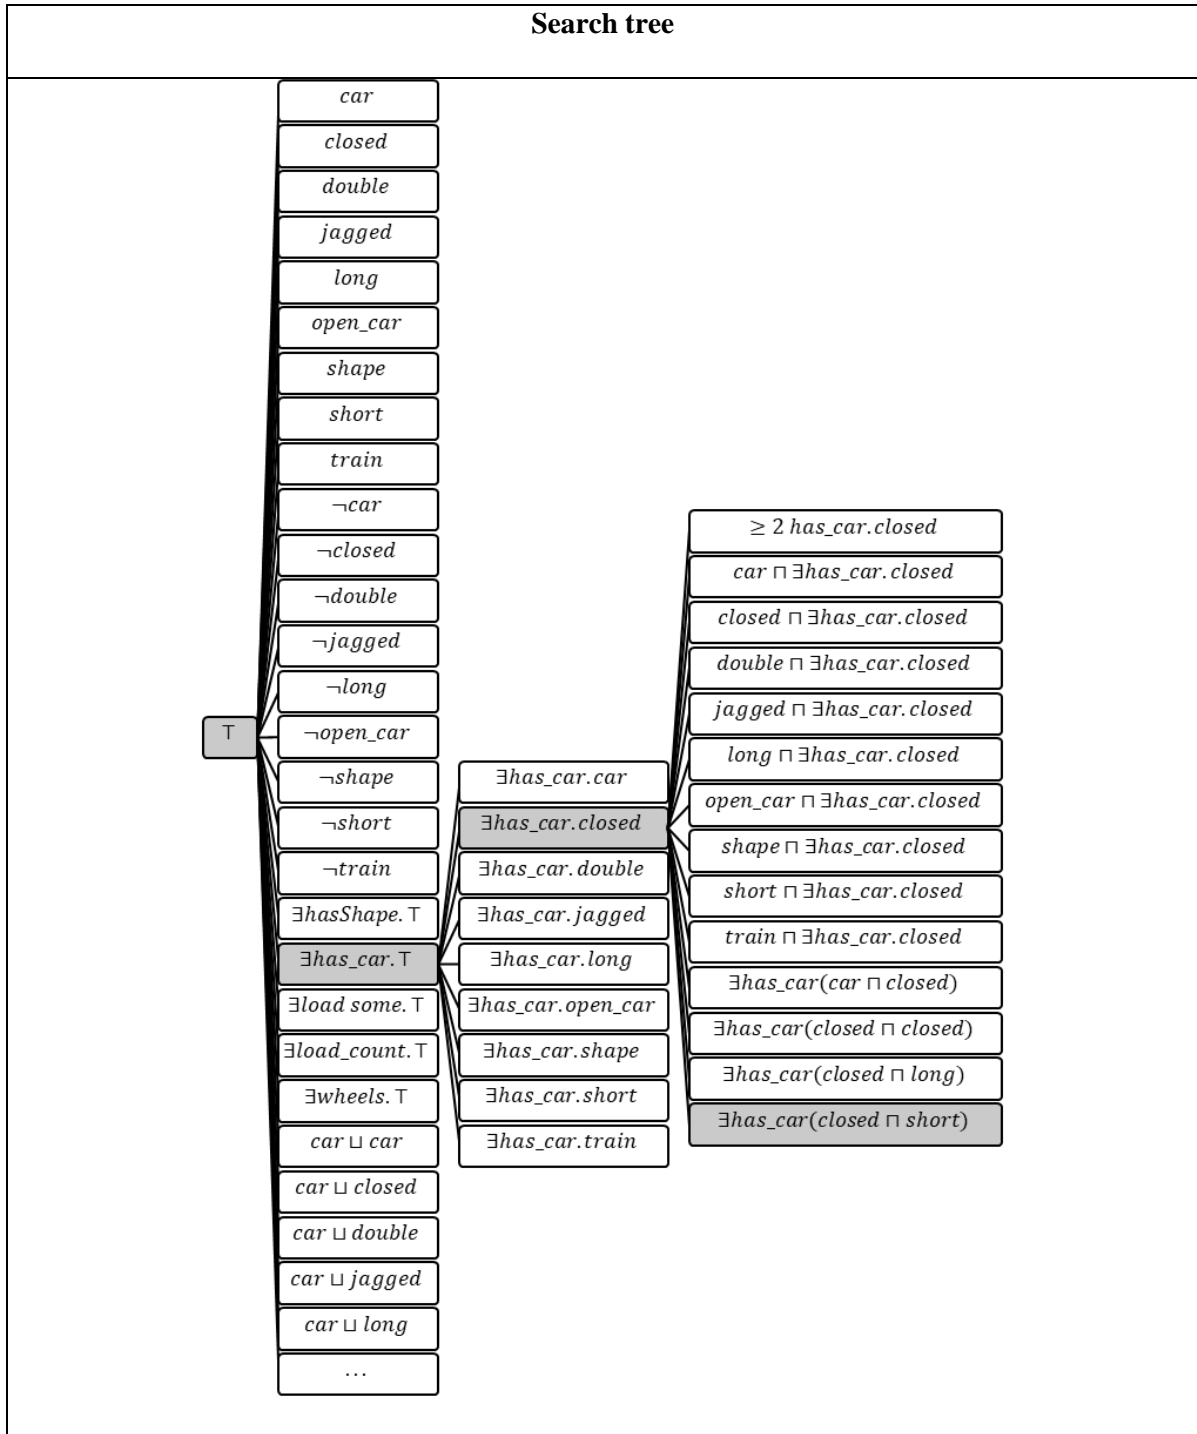 Search tree
car
closed
double
jagged
long
open_car
shape
short
train
¬car
¬closed
¬double
¬jagged
¬long
¬open_car
¬shape
¬short
¬train
∃hasShape.⊤
∃has_car.⊤
∃load some.⊤
∃load_count.⊤
∃wheels.⊤
car ⊔ car
car ⊔ closed
car ⊔ double
car ⊔ jagged
car ⊔ long
...
⊤
∃has_car.car
∃has_car.closed
∃has_car.double
∃has_car.jagged
∃has_car.long
∃has_car.open_car
∃has_car.shape
∃has_car.short
∃has_car.train
≥ 2 has_car.closed
car ⊓ ∃has_car.closed
closed ⊓ ∃has_car.closed
double ⊓ ∃has_car.closed
jagged ⊓ ∃has_car.closed
long ⊓ ∃has_car.closed
open_car ⊓ ∃has_car.closed
shape ⊓ ∃has_car.closed
short ⊓ ∃has_car.closed
train ⊓ ∃has_car.closed
∃has_car(car ⊓ closed)
∃has_car(closed ⊓ closed)
∃has_car(closed ⊓ long)
∃has_car(closed ⊓ short)